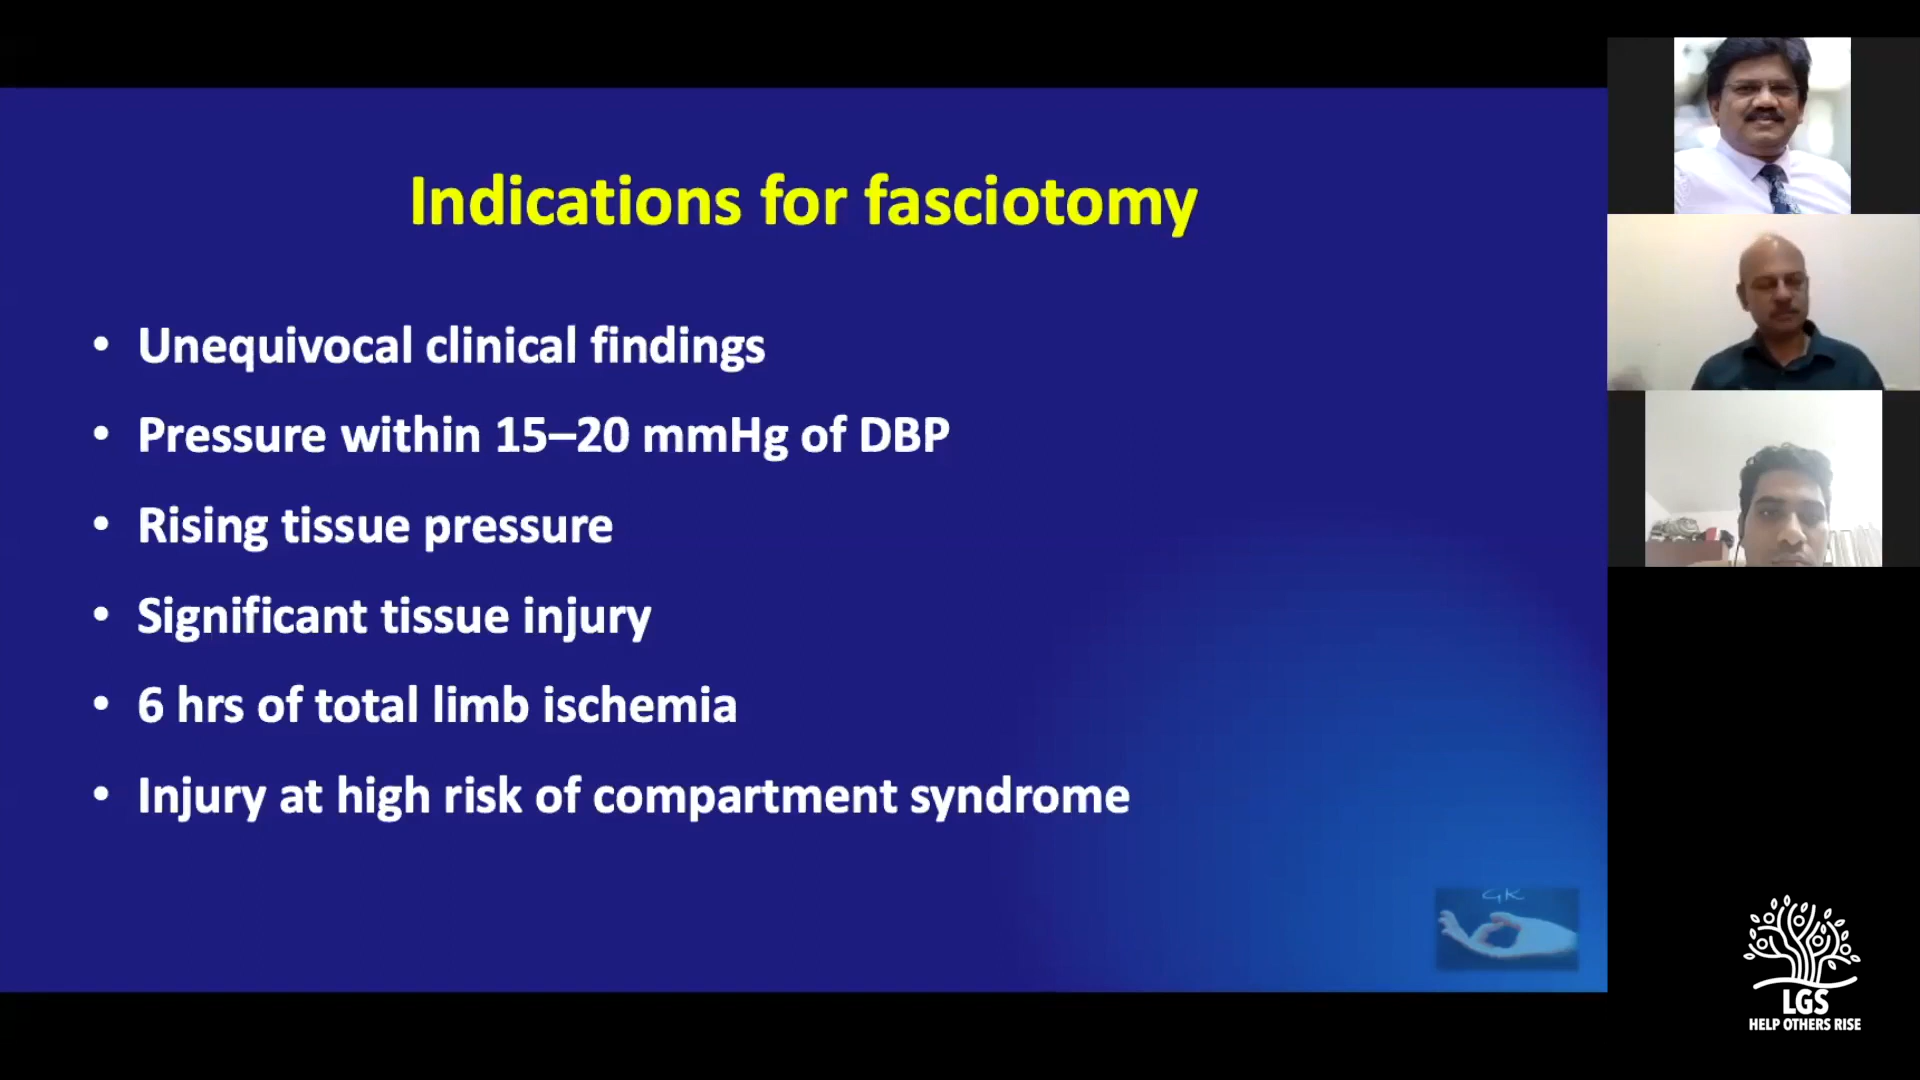 Indications for fasciotomy
• Unequivocal clinical findings
• Pressure within 15–20 mmHg of DBP
• Rising tissue pressure
• Significant tissue injury
• 6 hrs of total limb ischemia
• Injury at high risk of compartment syndrome
GK
LGS
HELP OTHERS RISE